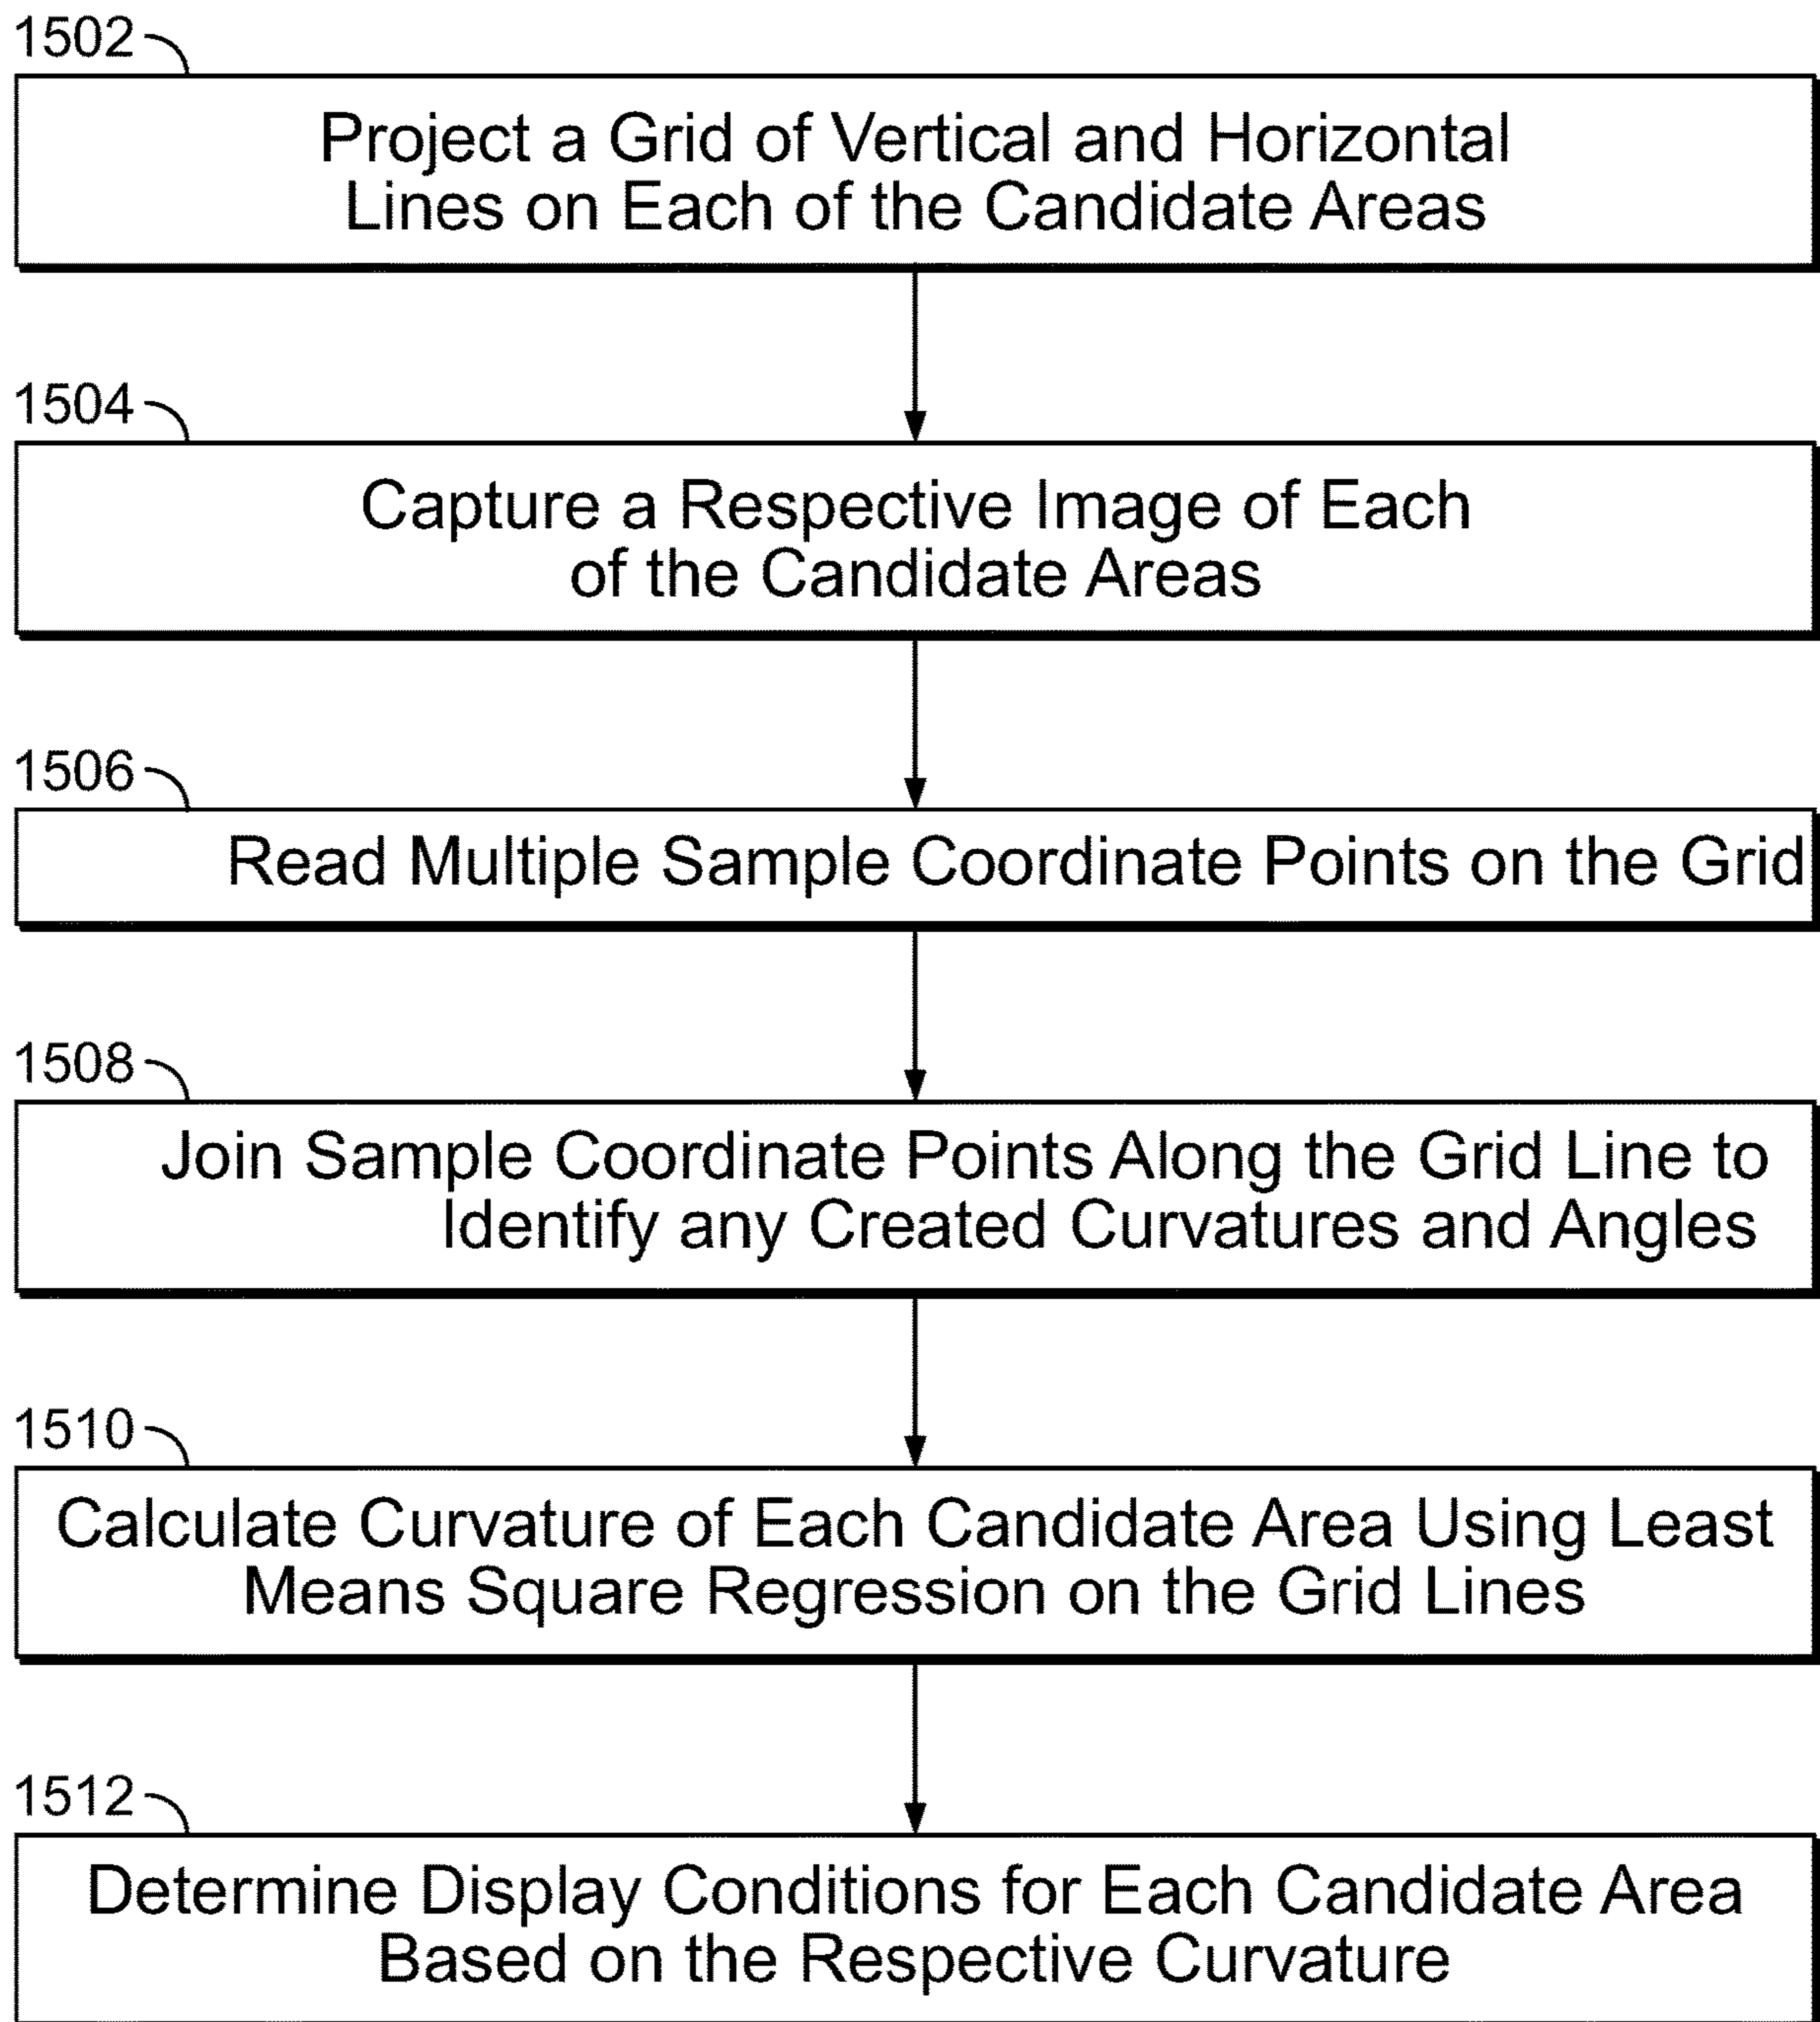 1502
Project a Grid of Vertical and Horizontal
Lines on Each of the Candidate Areas
1504
Capture a Respective Image of Each
of the Candidate Areas
1506
Read Multiple Sample Coordinate Points on the Grid
1508
Join Sample Coordinate Points Along the Grid Line to
Identify any Created Curvatures and Angles
1510
Calculate Curvature of Each Candidate Area Using Least
Means Square Regression on the Grid Lines
1512
Determine Display Conditions for Each Candidate Area
Based on the Respective Curvature